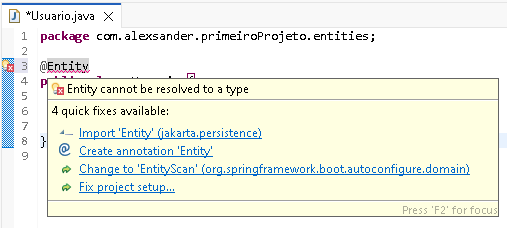 *Usuario.java
1 package com.alexsander.primeiroProjeto.entities;
2
3 @Entity
4
Entity cannot be resolved to a type
4 quick fixes available:
Import 'Entity' (jakarta.persistence)
Create annotation 'Entity'
Change to 'EntityScan' (org.springframework.boot.autoconfigure.domain)
Fix project setup...
Press 'F2' for focus
5
6
7
8 }
9